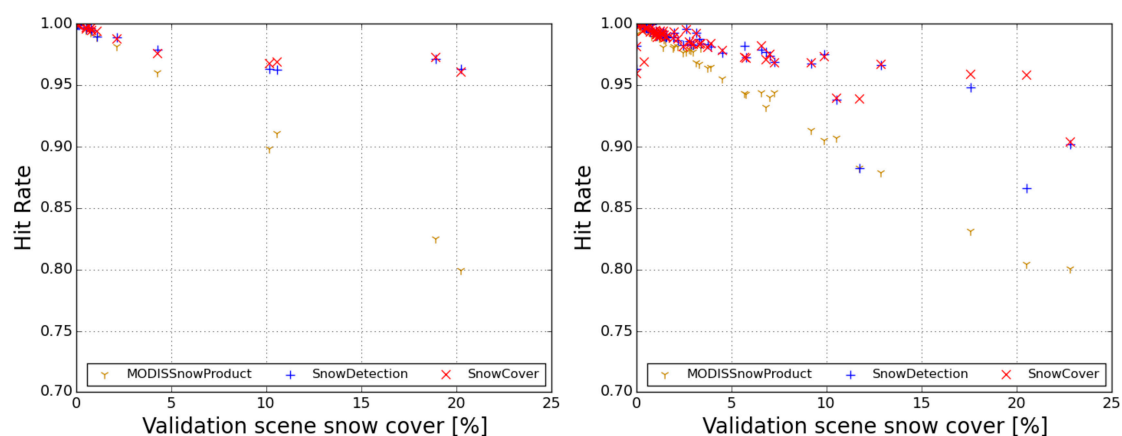 1.00
0.95
0.90
0.85
0.80
0.75
0.70
Hit Rate
0 5 10 15 20 25
Validation scene snow cover [%]
MODISSnowProduct SnowDetection SnowCover
1.00
0.95
0.90
0.85
0.80
0.75
0.70
Hit Rate
0 5 10 15 20 25
Validation scene snow cover [%]
MODISSnowProduct SnowDetection SnowCover